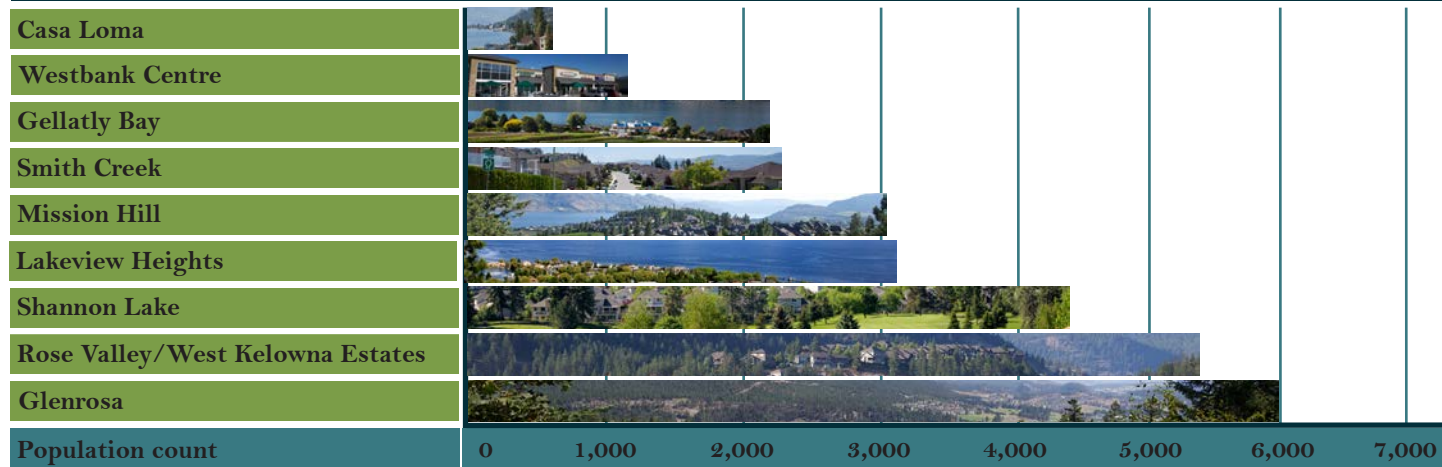 Casa Loma
Westbank Centre
Gellatly Bay
Smith Creek
Mission Hill
Lakeview Heights
Shannon Lake
Rose Valley/West Kelowna Estates
Glenrosa
Population count 0 1,000 2,000 3,000 4,000 5,000 6,000 7,000